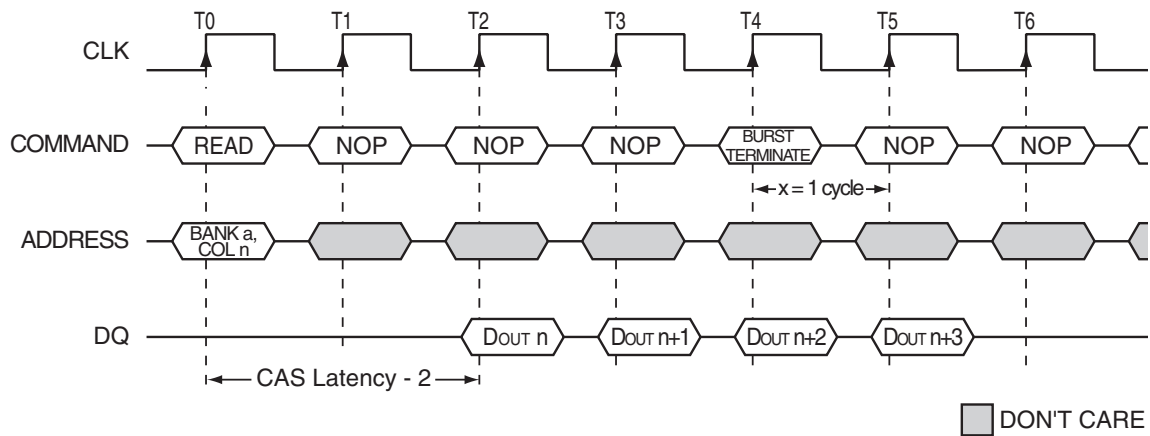 T0 T1 T2 T3 T4 T5 T6
CLK
COMMAND READ NOP NOP NOP BURST TERMINATE NOP NOP
x = 1 cycle
ADDRESS BANK a, COL n
DQ DOUT n DOUT n+1 DOUT n+2 DOUT n+3
CAS Latency - 2
DON'T CARE